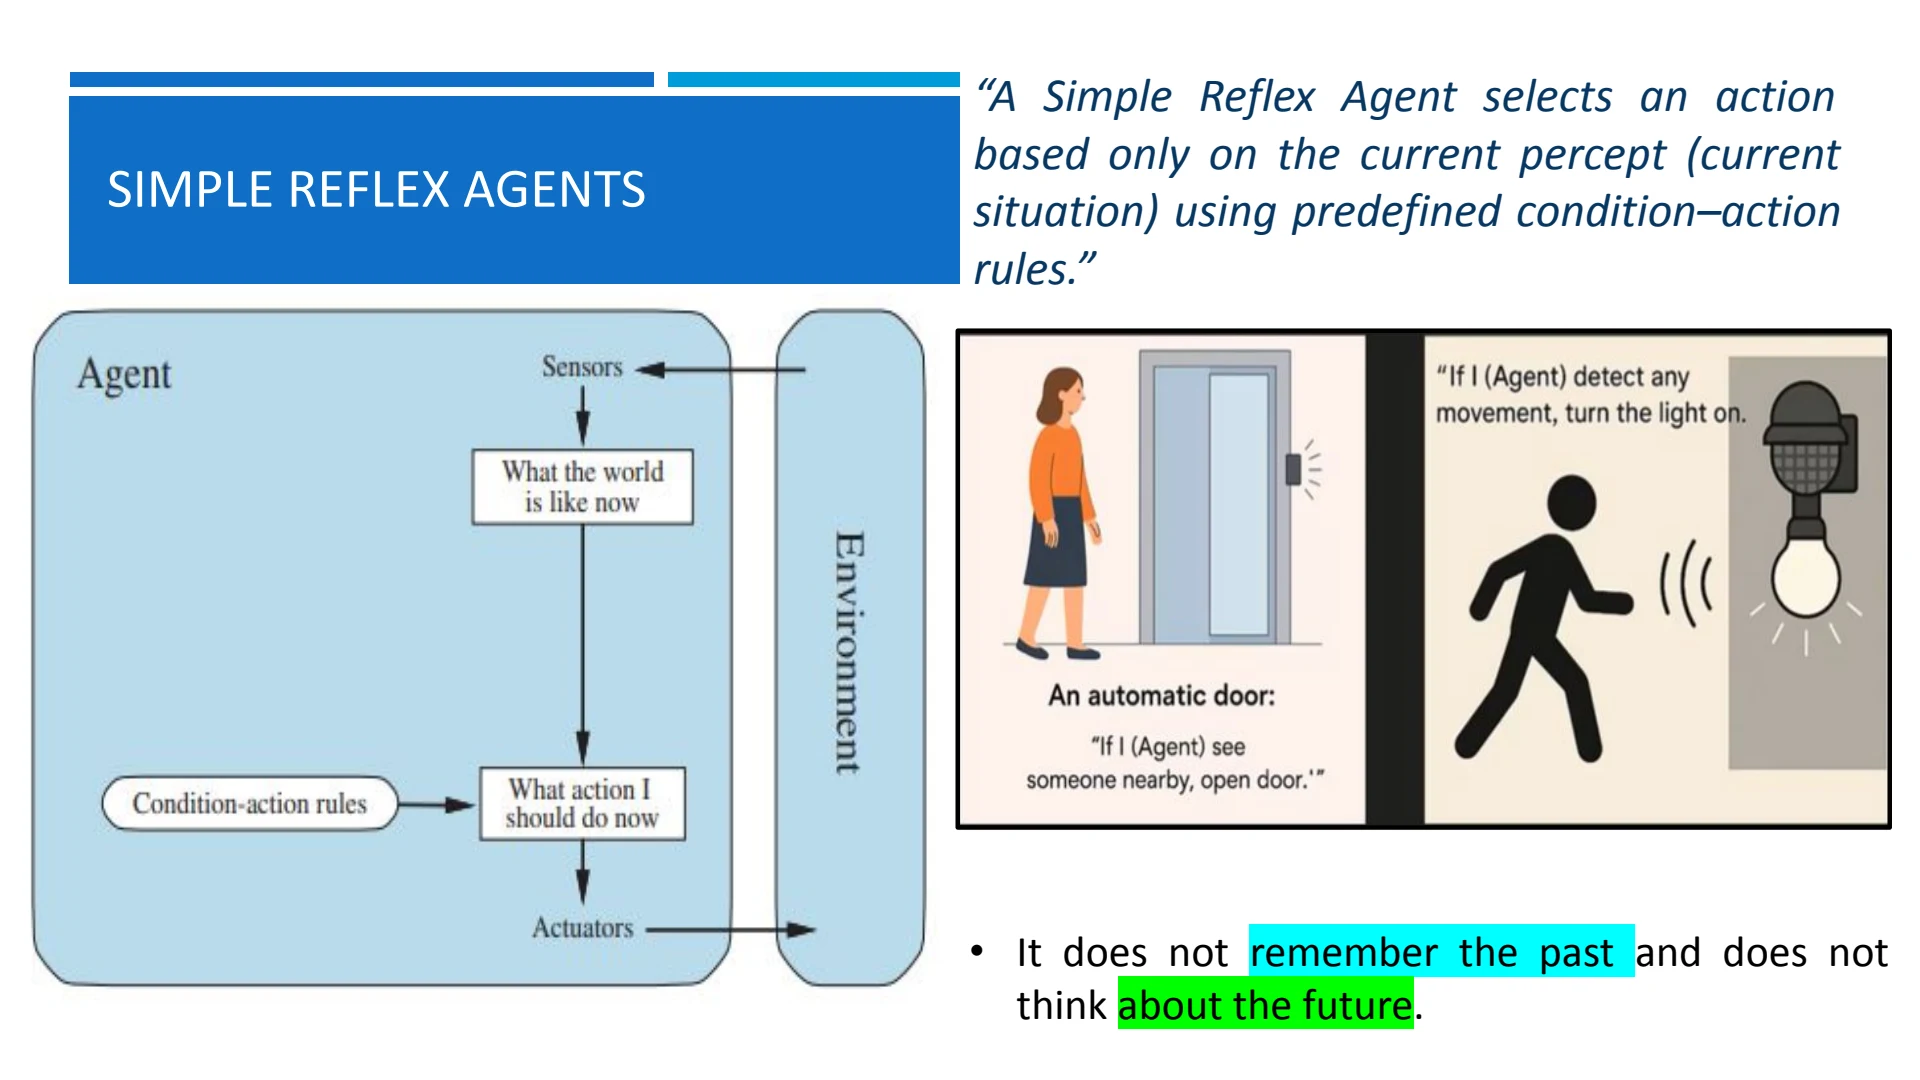 SIMPLE REFLEX AGENTS
“A Simple Reflex Agent selects an action
based only on the current percept (current
situation) using predefined condition–action
rules.”
Agent
Sensors
What the world
is like now
Condition-action rules
What action I
should do now
Actuators
Environment
An automatic door:
“If I (Agent) see
someone nearby, open door.'”
“If I (Agent) detect any
movement, turn the light on.
• It does not remember the past and does not
think about the future.